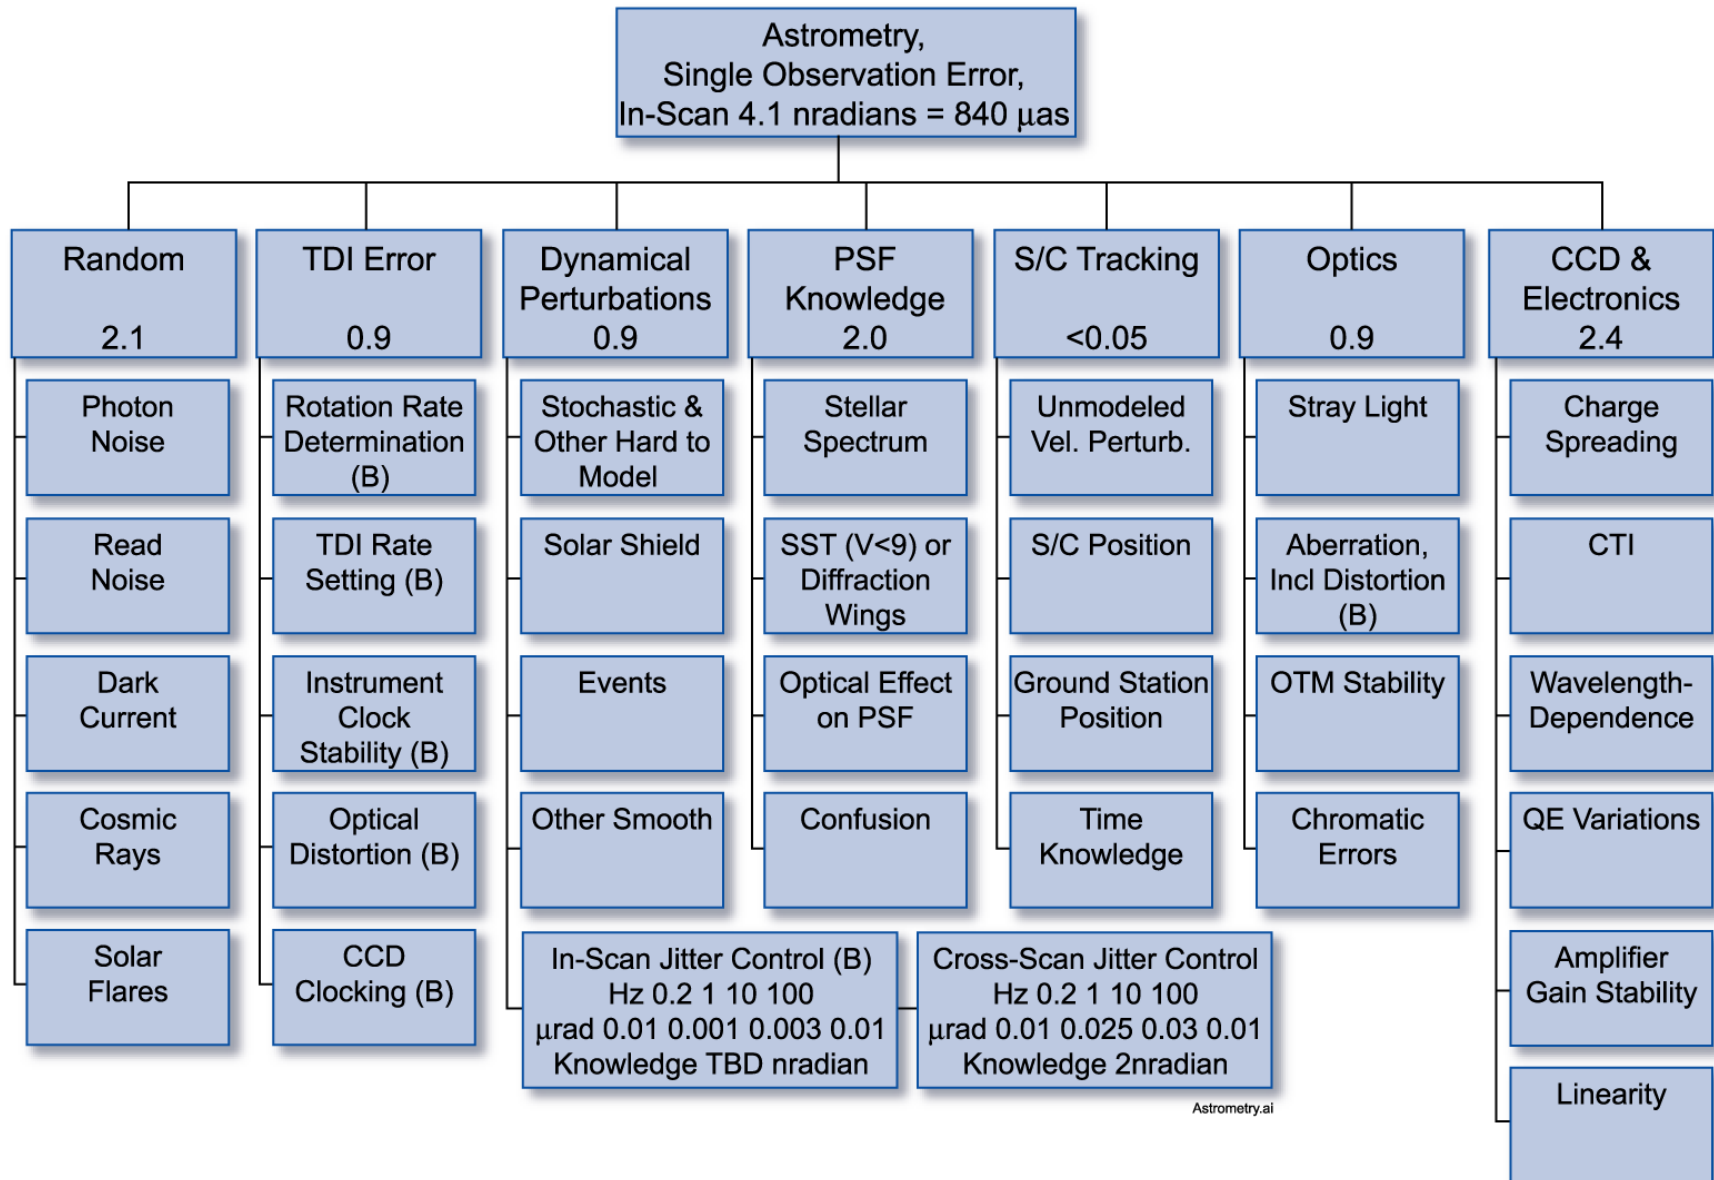 Astrometry,
Single Observation Error,
In-Scan 4.1 nradians = 840 μas
Random
2.1
Photon
Noise
Read
Noise
Dark
Current
Cosmic
Rays
Solar
Flares
TDI Error
0.9
Rotation Rate
Determination
(B)
TDI Rate
Setting (B)
Instrument
Clock
Stability (B)
Optical
Distortion (B)
CCD
Clocking (B)
Dynamical
Perturbations
0.9
Stochastic &
Other Hard to
Model
Solar Shield
Events
Other Smooth
In-Scan Jitter Control (B)
Hz 0.2 1 10 100
μrad 0.01 0.001 0.003 0.01
Knowledge TBD nradian
Cross-Scan Jitter Control
Hz 0.2 1 10 100
μrad 0.01 0.025 0.03 0.01
Knowledge 2nradian
PSF
Knowledge
2.0
Stellar
Spectrum
SST (V<9) or
Diffraction
Wings
Optical Effect
on PSF
Confusion
S/C Tracking
<0.05
Unmodeled
Vel. Perturb.
S/C Position
Ground Station
Position
Time
Knowledge
Optics
0.9
Stray Light
Aberration,
Incl Distortion
(B)
OTM Stability
Chromatic
Errors
CCD &
Electronics
2.4
Charge
Spreading
CTI
Wavelength-
Dependence
QE Variations
Amplifier
Gain Stability
Linearity
Astrometry.ai